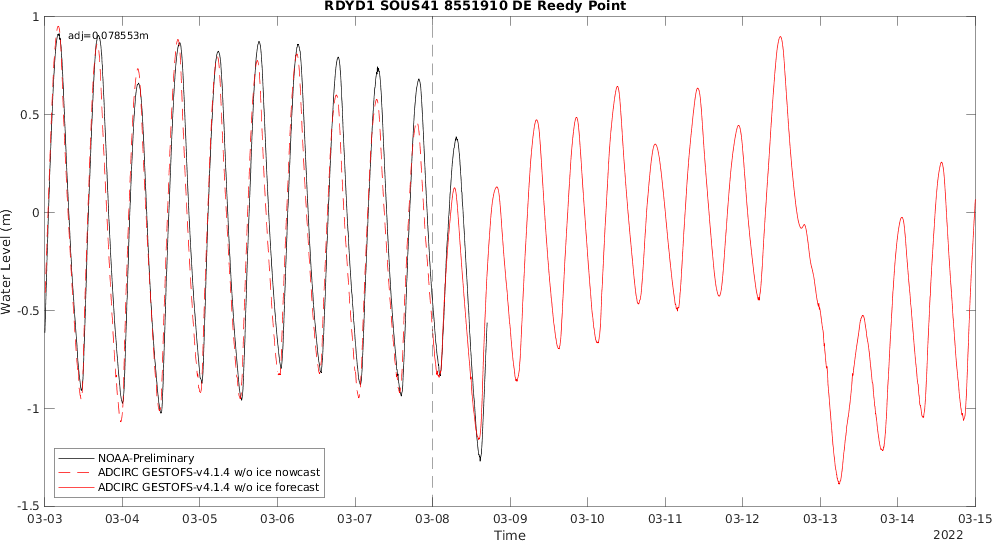 RDYD1 SOUS41 8551910 DE Reedy Point
adj=0.078553m
1
0.5
0
-0.5
-1
-1.5
Water Level (m)
NOAA-Preliminary
ADCIRC GESTOFS-v4.1.4 w/o ice nowcast
ADCIRC GESTOFS-v4.1.4 w/o ice forecast
03-03 03-04 03-05 03-06 03-07 03-08 03-09 03-10 03-11 03-12 03-13 03-14 03-15
Time
2022